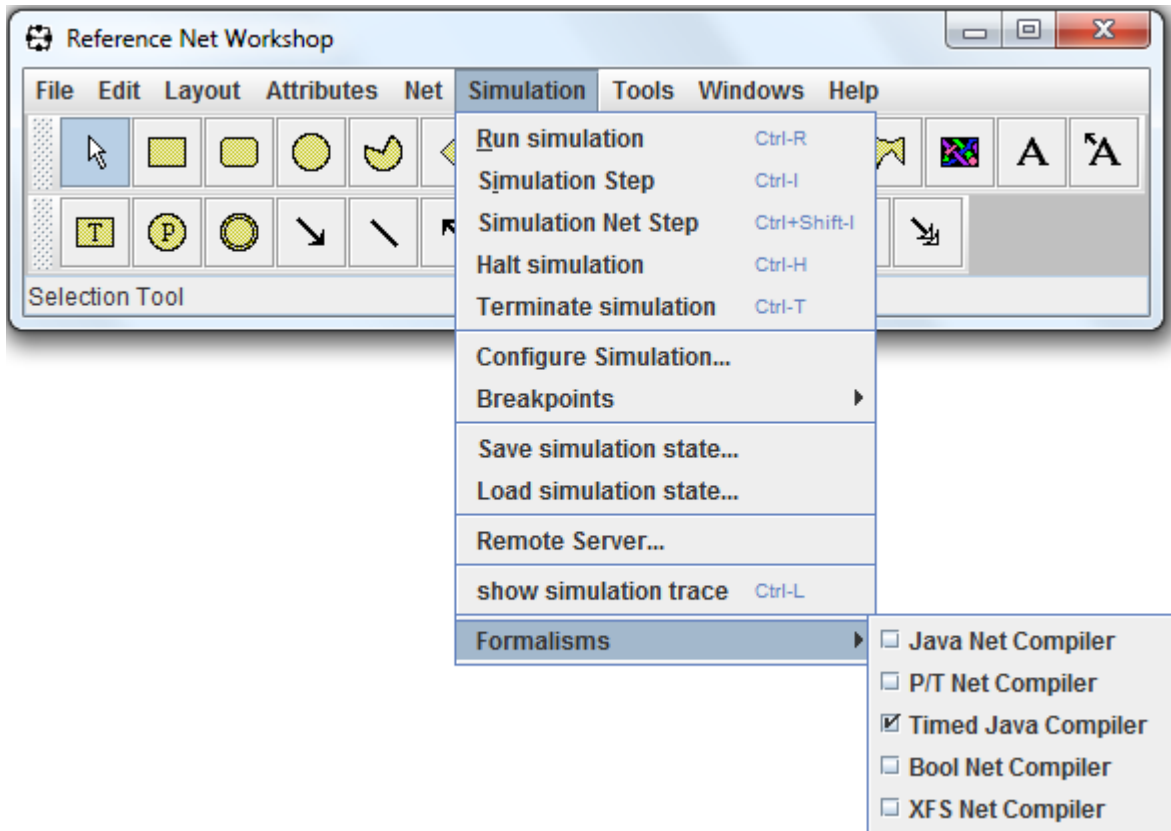 Reference Net Workshop
File Edit Layout Attributes Net Simulation Tools Windows Help
A A
T P
Selection Tool
Run simulation Ctrl-R
Simulation Step Ctrl-I
Simulation Net Step Ctrl+Shift-I
Halt simulation Ctrl-H
Terminate simulation Ctrl-T
Configure Simulation...
Breakpoints
Save simulation state...
Load simulation state...
Remote Server...
show simulation trace Ctrl-L
Formalisms
Java Net Compiler
P/T Net Compiler
Timed Java Compiler
Bool Net Compiler
XFS Net Compiler